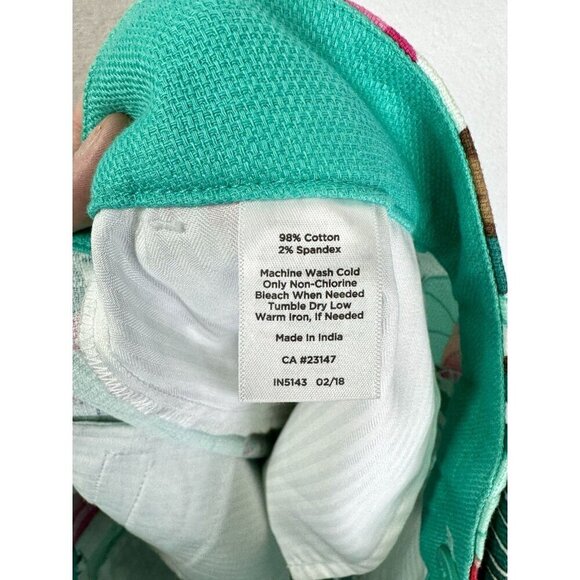 98% Cotton
2% Spandex
Machine Wash Cold
Only Non-Chlorine
Bleach When Needed
Tumble Dry Low
Warm Iron, If Needed
Made in India
CA #23147
IN5143 02/18